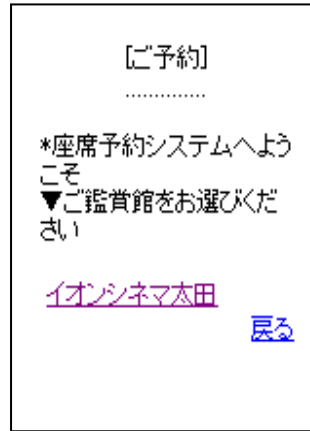 [ご予約]
..............
*座席予約システムへよう
こそ
▼ご鑑賞館をお選びくだ
さい
イオンシネマ太田
戻る